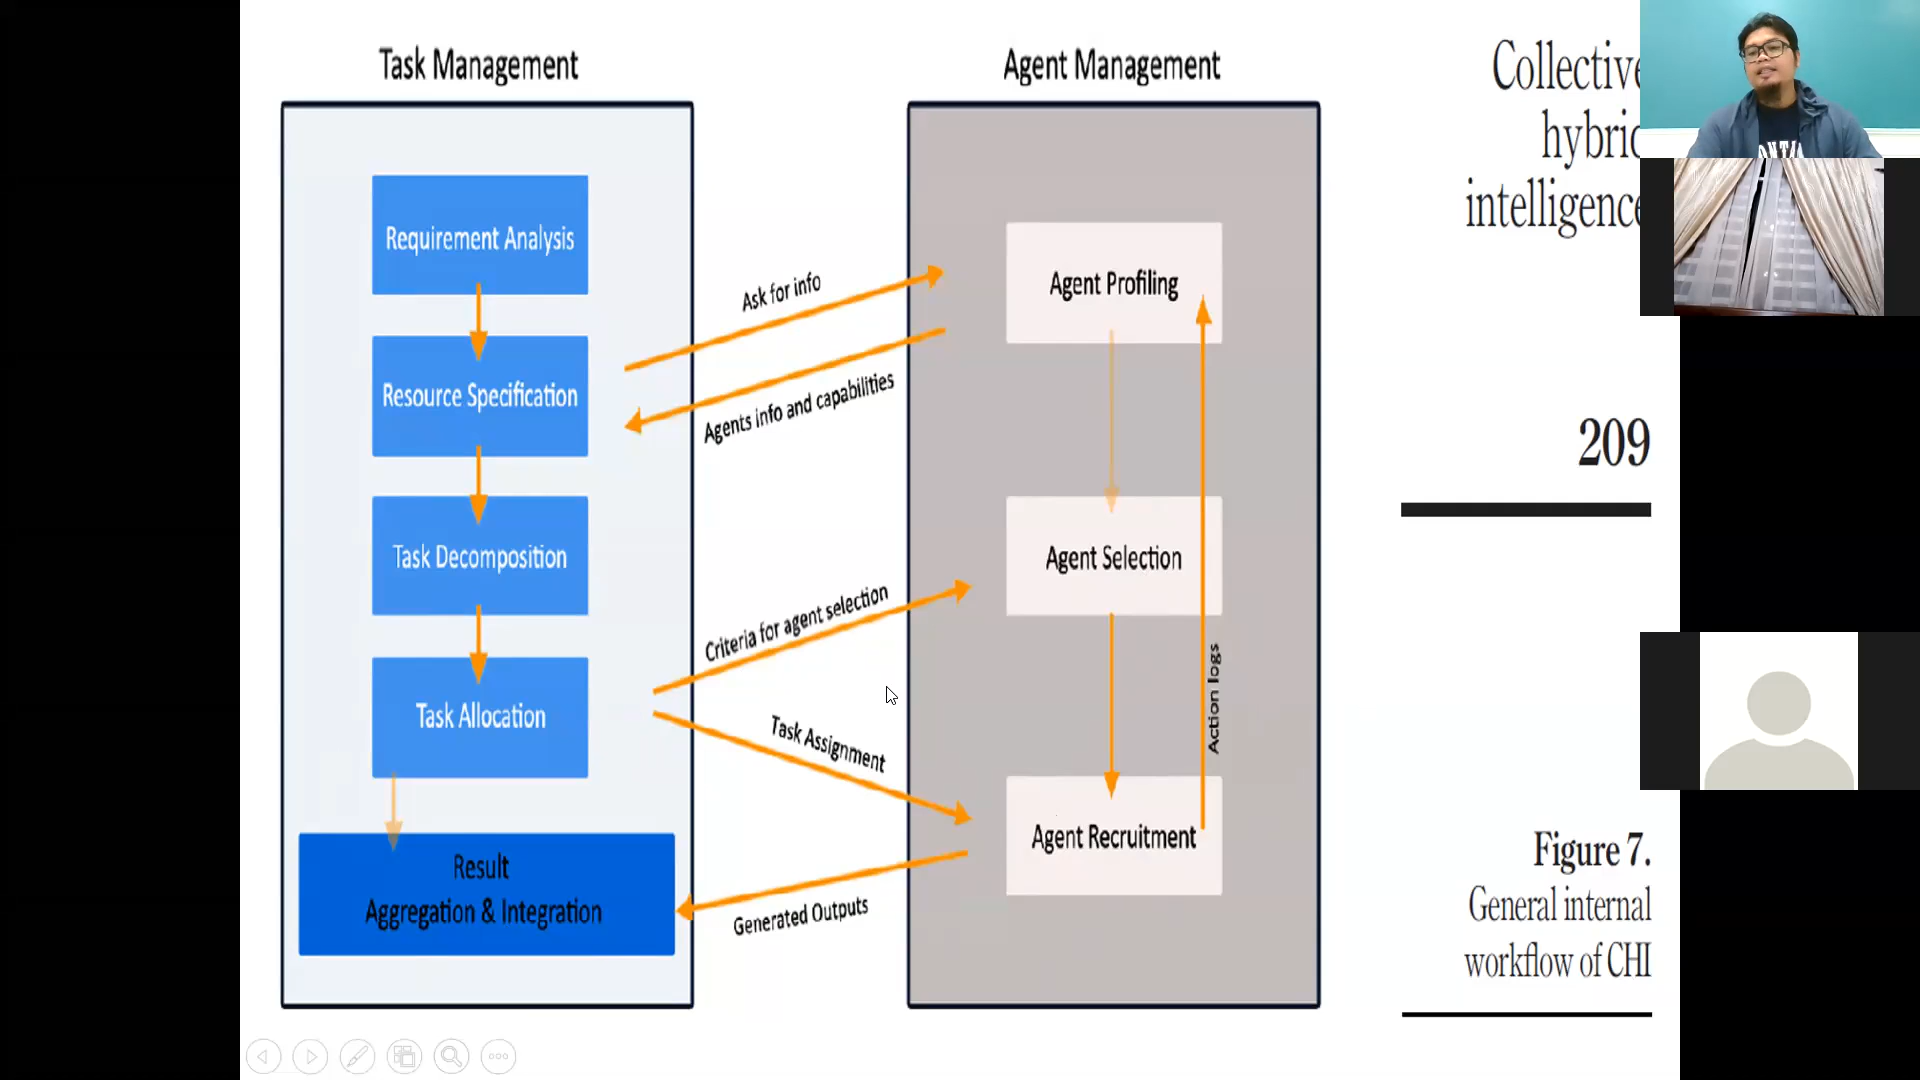 Task Management
Agent Management
Requirement Analysis
Resource Specification
Task Decomposition
Task Allocation
Result
Aggregation & Integration
Ask for info
Agents info and capabilities
Criteria for agent selection
Task Assignment
Generated Outputs
Agent Profiling
Agent Selection
Agent Recruitment
Action logs
Collective
hybrid
intelligence
209
Figure 7.
General internal
workflow of CHI